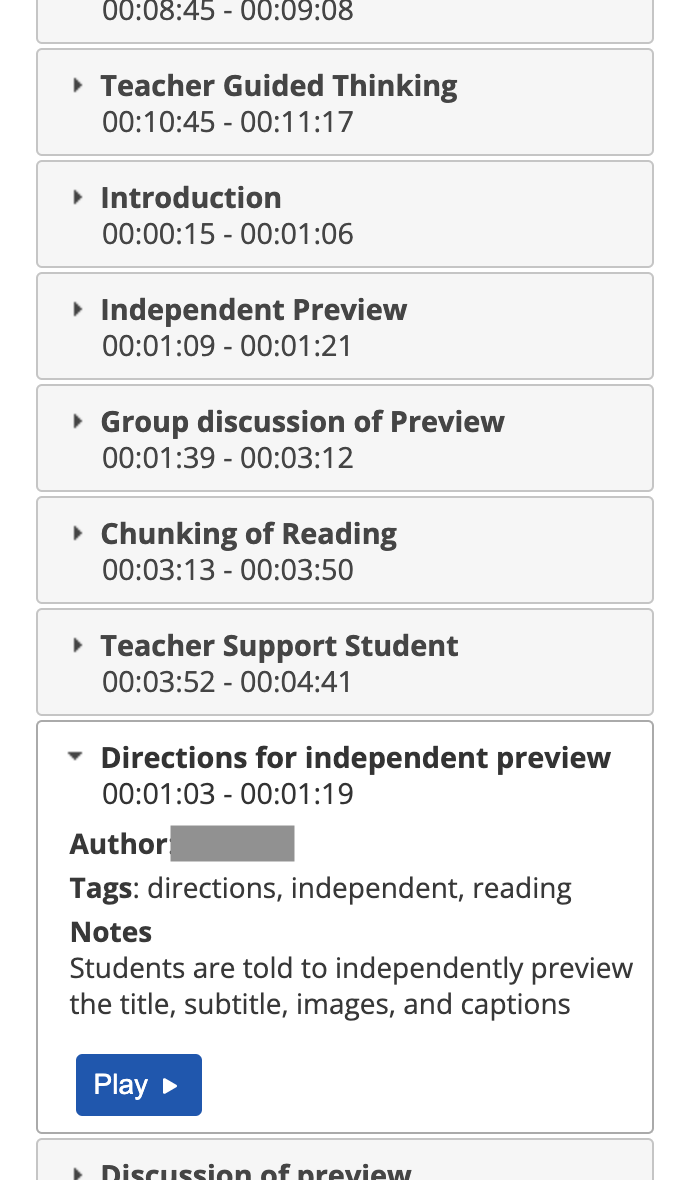 00:08:45 - 00:09:08
Teacher Guided Thinking
00:10:45 - 00:11:17
Introduction
00:00:15 - 00:01:06
Independent Preview
00:01:09 - 00:01:21
Group discussion of Preview
00:01:39 - 00:03:12
Chunking of Reading
00:03:13 - 00:03:50
Teacher Support Student
00:03:52 - 00:04:41
Directions for independent preview
00:01:03 - 00:01:19
Author:
Tags: directions, independent, reading
Notes
Students are told to independently preview
the title, subtitle, images, and captions
Play
Discussion of preview